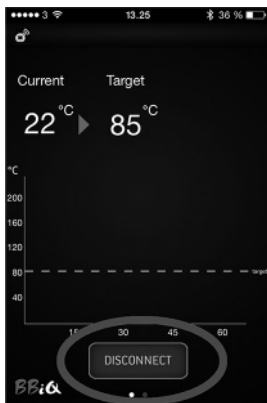 3 13.25 36 %
Current Target
22 °C 85 °C
°C
200
160
120
80 target
40
15 30 45 60
DISCONNECT
BBiQ